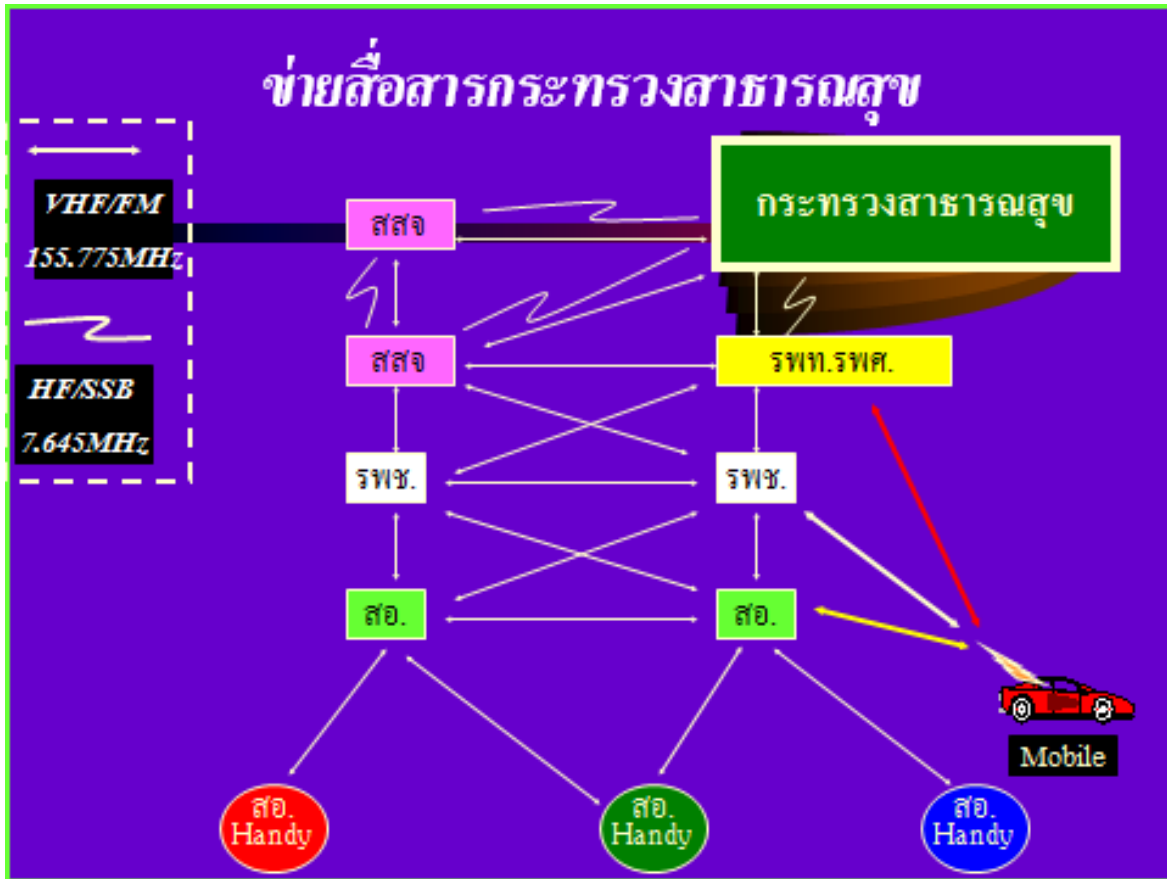 ข่ายสื่อสารกระทรวงสาธารณสุข
VHF/FM
155.775MHz
HF/SSB
7.645MHz
สสจ
กระทรวงสาธารณสุข
สสจ
รพท.รพศ.
รพช.
รพช.
สอ.
สอ.
Mobile
สอ.
Handy
สอ.
Handy
สอ.
Handy